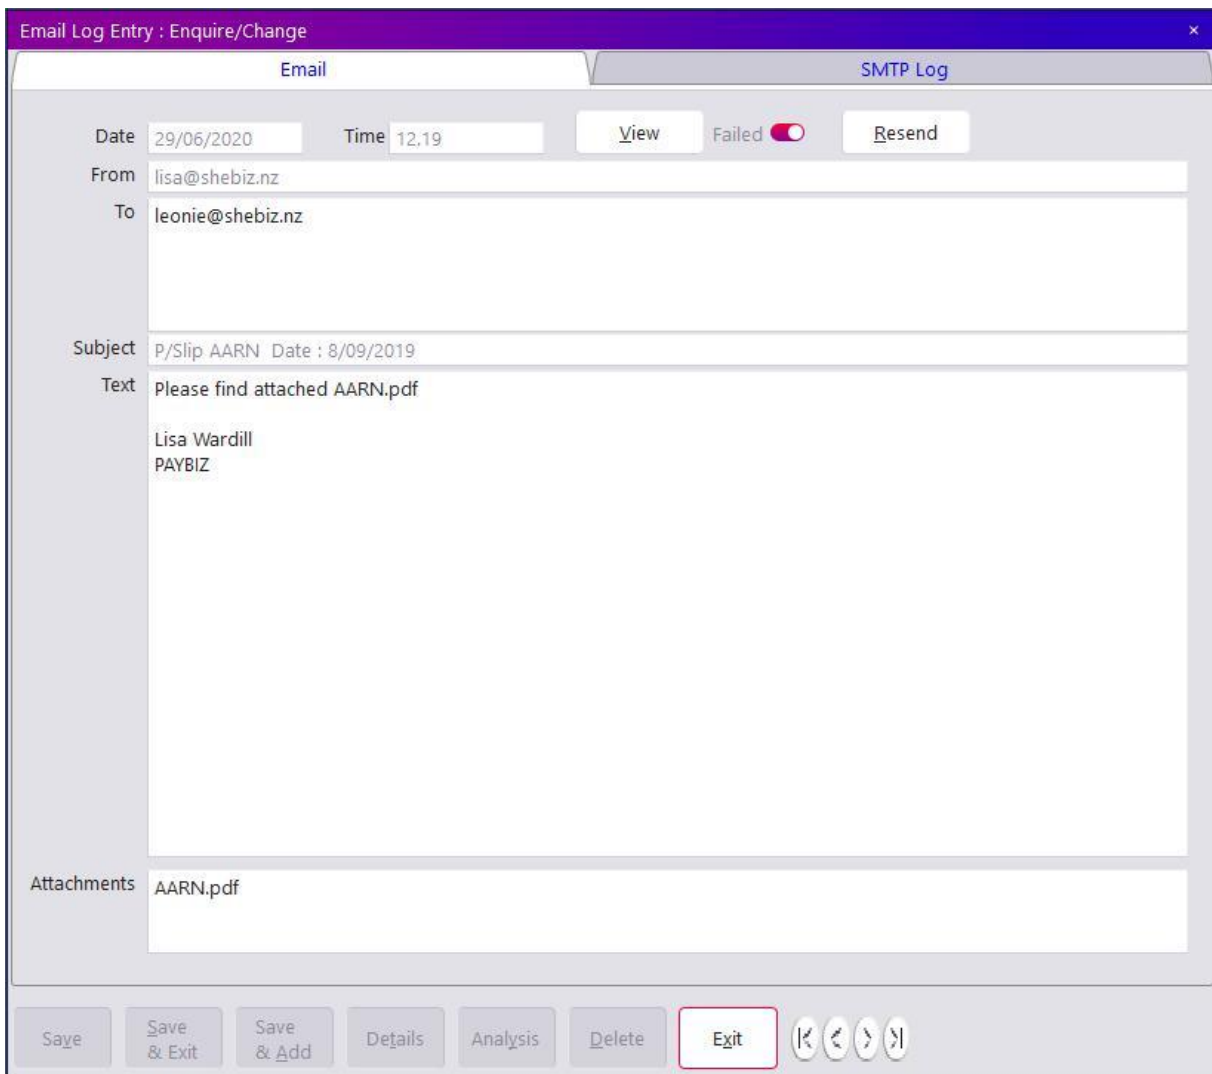 Email Log Entry : Enquire/Change ×
Email SMTP Log
Date 29/06/2020 Time 12,19 View Failed Resend
From lisa@shebiz.nz
To leonie@shebiz.nz
Subject P/Slip AARN Date : 8/09/2019
Text Please find attached AARN.pdf
Lisa Wardill
PAYBIZ
Attachments AARN.pdf
Save Save & Exit Save & Add Details Analysis Delete Exit